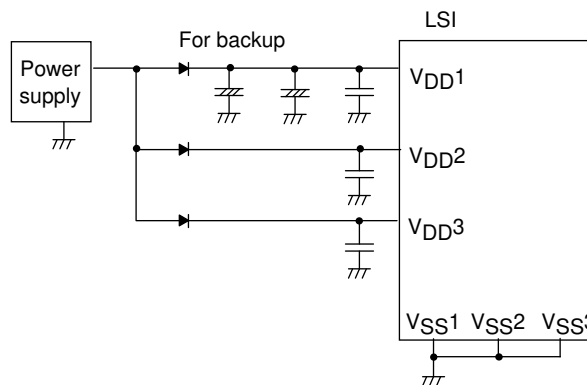 LSI
For backup
Power
supply
VDD1
VDD2
VDD3
VSS1 VSS2 VSS3